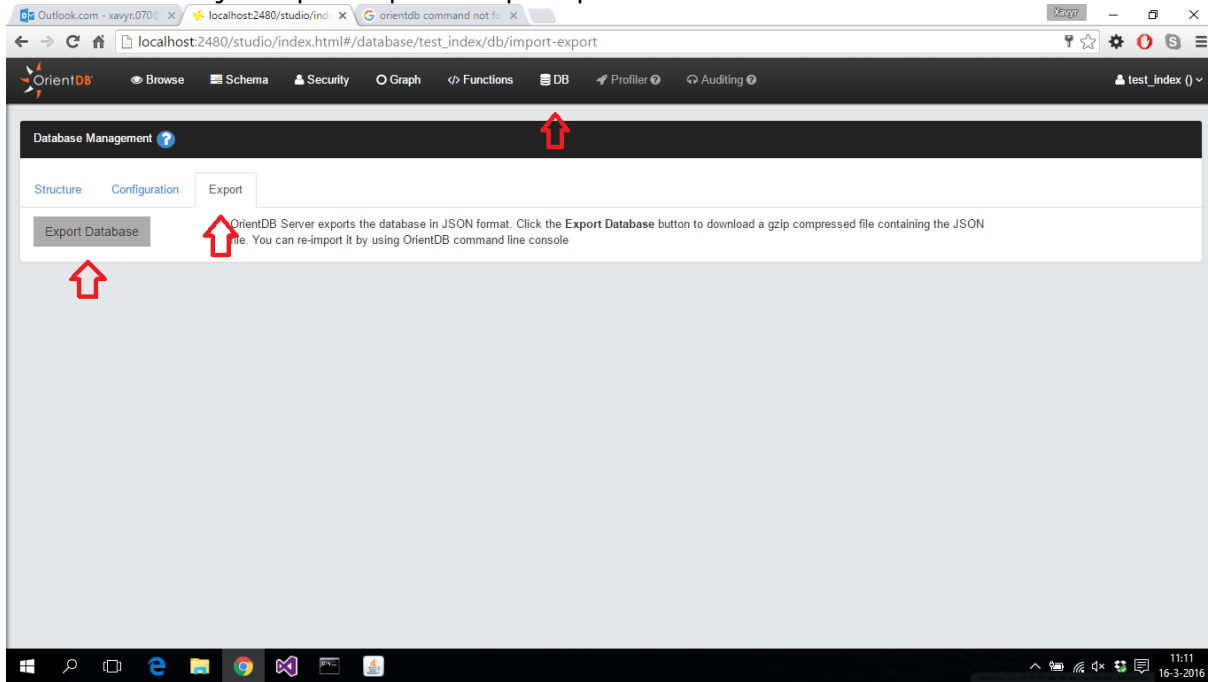 Outlook.com - xavyr.070
localhost:2480/studio/ind
orientdb command not fo
Xavyr
localhost:2480/studio/index.html#/database/test_index/db/import-export
OrientDB
Browse
Schema
Security
Graph
Functions
DB
Profiler
Auditing
test_index ()
Database Management
Structure
Configuration
Export
Export Database
OrientDB Server exports the database in JSON format. Click the Export Database button to download a gzip compressed file containing the JSON
file. You can re-import it by using OrientDB command line console
11:11
16-3-2016